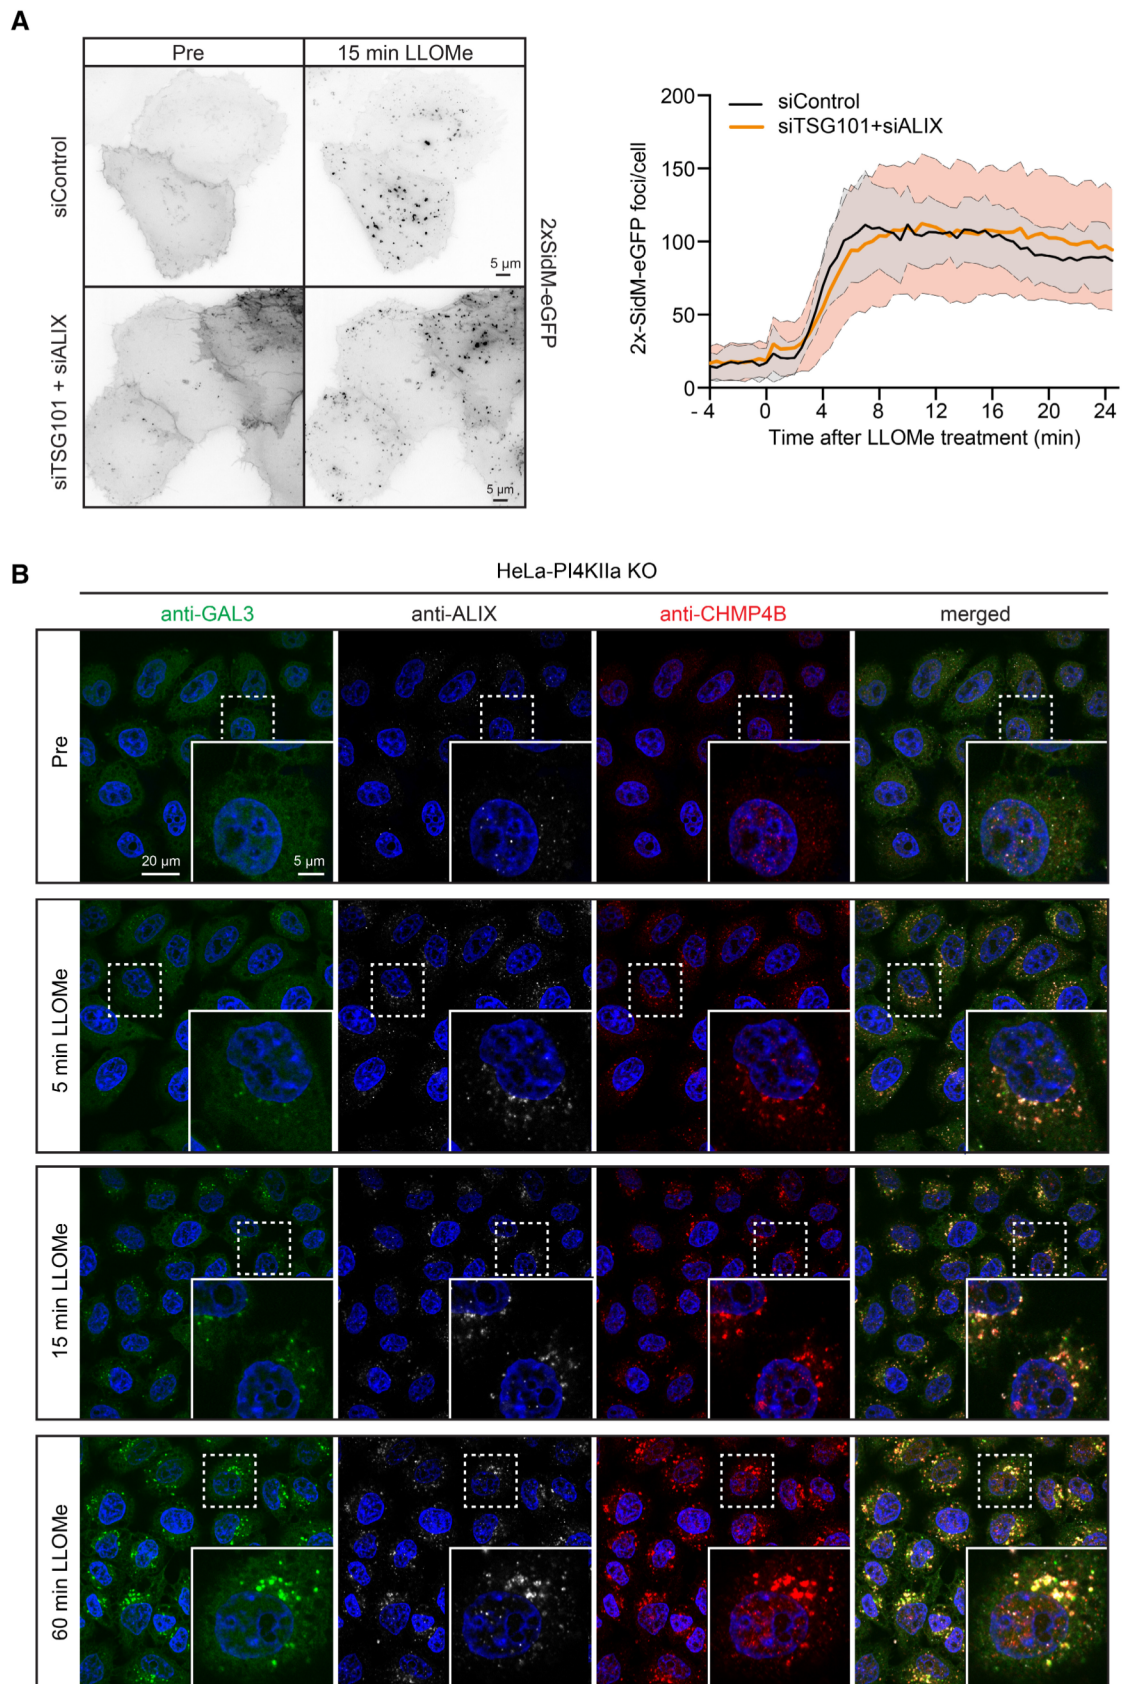 A
Pre
15 min LLOMe
siControl
siTSG101 + siALIX
5 µm
5 µm
2xSidM-eGFP
siControl
siTSG101+siALIX
2x-SidM-eGFP foci/cell
200
150
100
50
0
- 4 0 4 8 12 16 20 24
Time after LLOMe treatment (min)
B
HeLa-PI4KIIa KO
anti-GAL3 anti-ALIX anti-CHMP4B merged
Pre
20 µm 5 µm
5 min LLOMe
15 min LLOMe
60 min LLOMe